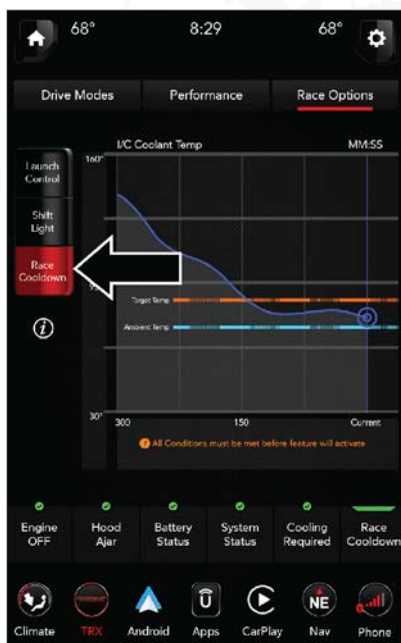 68° 8:29 68°
Drive Modes Performance Race Options
I/C Coolant Temp MM:SS
160°
Launch
Control
Shift
Light
Race
Cooldown
Target Temp
Ambient Temp
30°
300 150 Current
All Conditions must be met before feature will activate
Engine
OFF
Hood
Ajar
Battery
Status
System
Status
Cooling
Required
Race
Cooldown
NE
Climate TRX Android Apps CarPlay Nav Phone